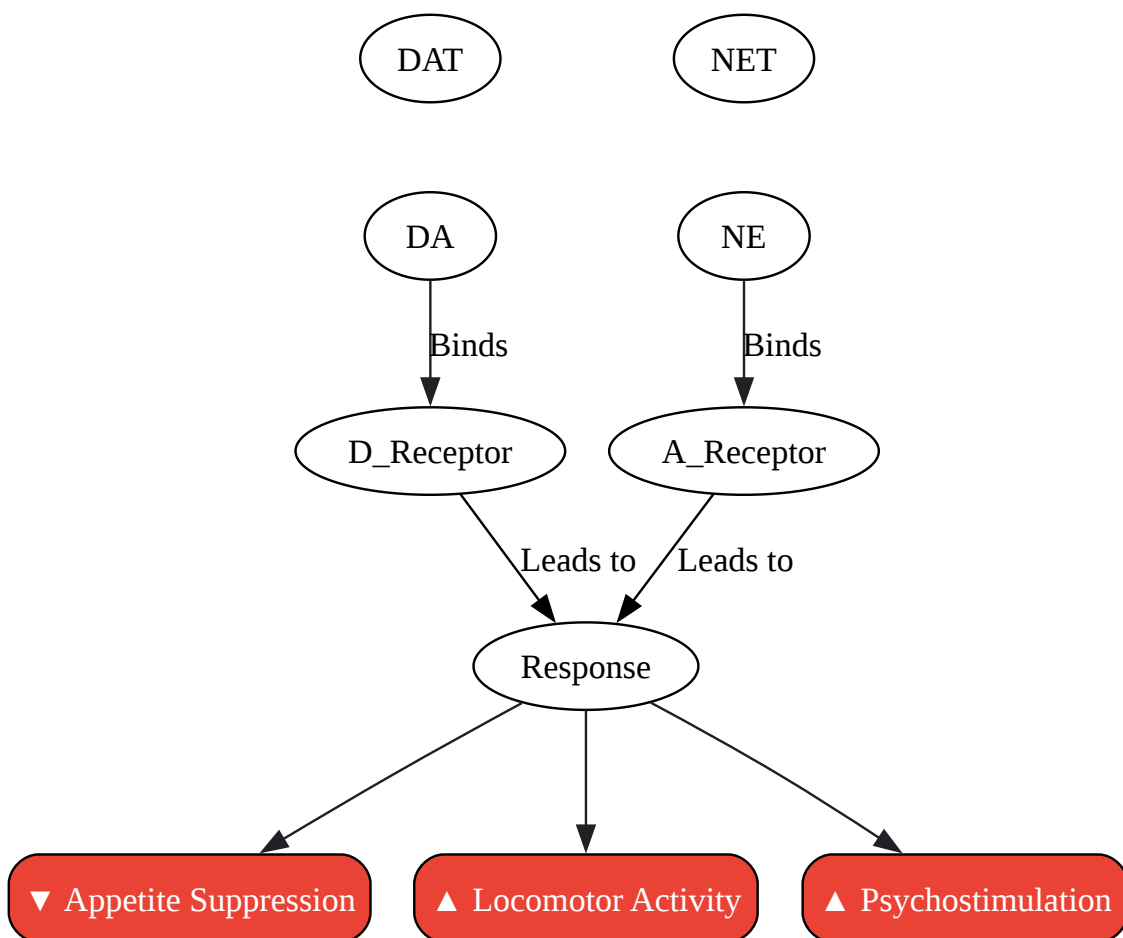 DAT
NET
DA
NE
Binds
Binds
D_Receptor
A_Receptor
Leads to
Leads to
Response
▼ Appetite Suppression
▲ Locomotor Activity
▲ Psychostimulation